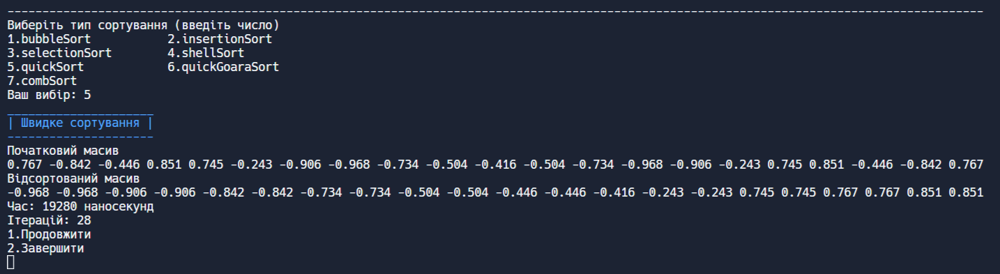 Виберіть тип сортування (введіть число)
1.bubbleSort 2.insertionSort
3.selectionSort 4.shellSort
5.quickSort 6.quickGoaraSort
7.combSort
Ваш вибір: 5
| Швидке сортування |
Початковий масив
0.767 -0.842 -0.446 0.851 0.745 -0.243 -0.906 -0.968 -0.734 -0.504 -0.416 -0.504 -0.734 -0.968 -0.906 -0.243 0.745 0.851 -0.446 -0.842 0.767
Відсортований масив
-0.968 -0.968 -0.906 -0.906 -0.842 -0.842 -0.734 -0.734 -0.504 -0.504 -0.446 -0.446 -0.416 -0.243 -0.243 0.745 0.745 0.767 0.767 0.851 0.851
Час: 19280 наносекунд
Ітерацій: 28
1.Продовжити
2.Завершити